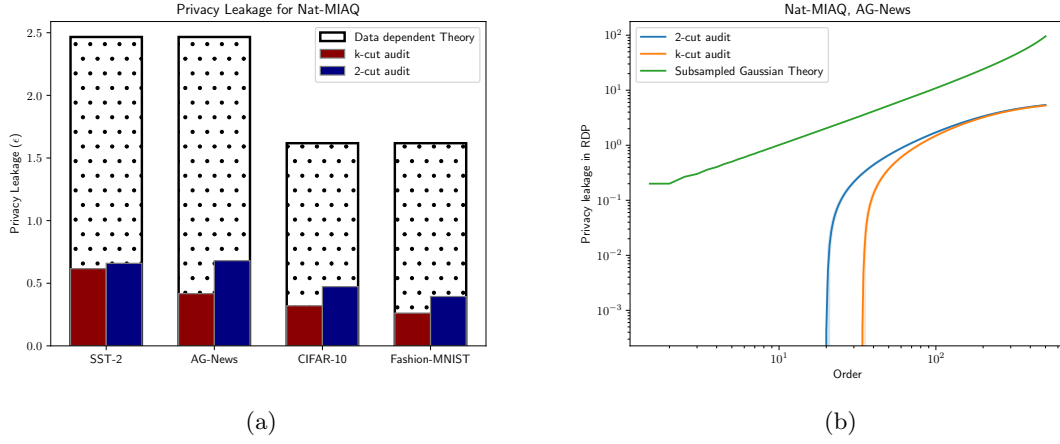 Privacy Leakage for Nat-MIAQ
Privacy Leakage (ϵ)
2.5
2.0
1.5
1.0
0.5
0.0
Data dependent Theory
k-cut audit
2-cut audit
SST-2
AG-News
CIFAR-10
Fashion-MNIST
(a)
Nat-MIAQ, AG-News
Privacy leakage in RDP
10²
10¹
10⁰
10⁻¹
10⁻²
10⁻³
2-cut audit
k-cut audit
Subsampled Gaussian Theory
10¹
10²
Order
(b)